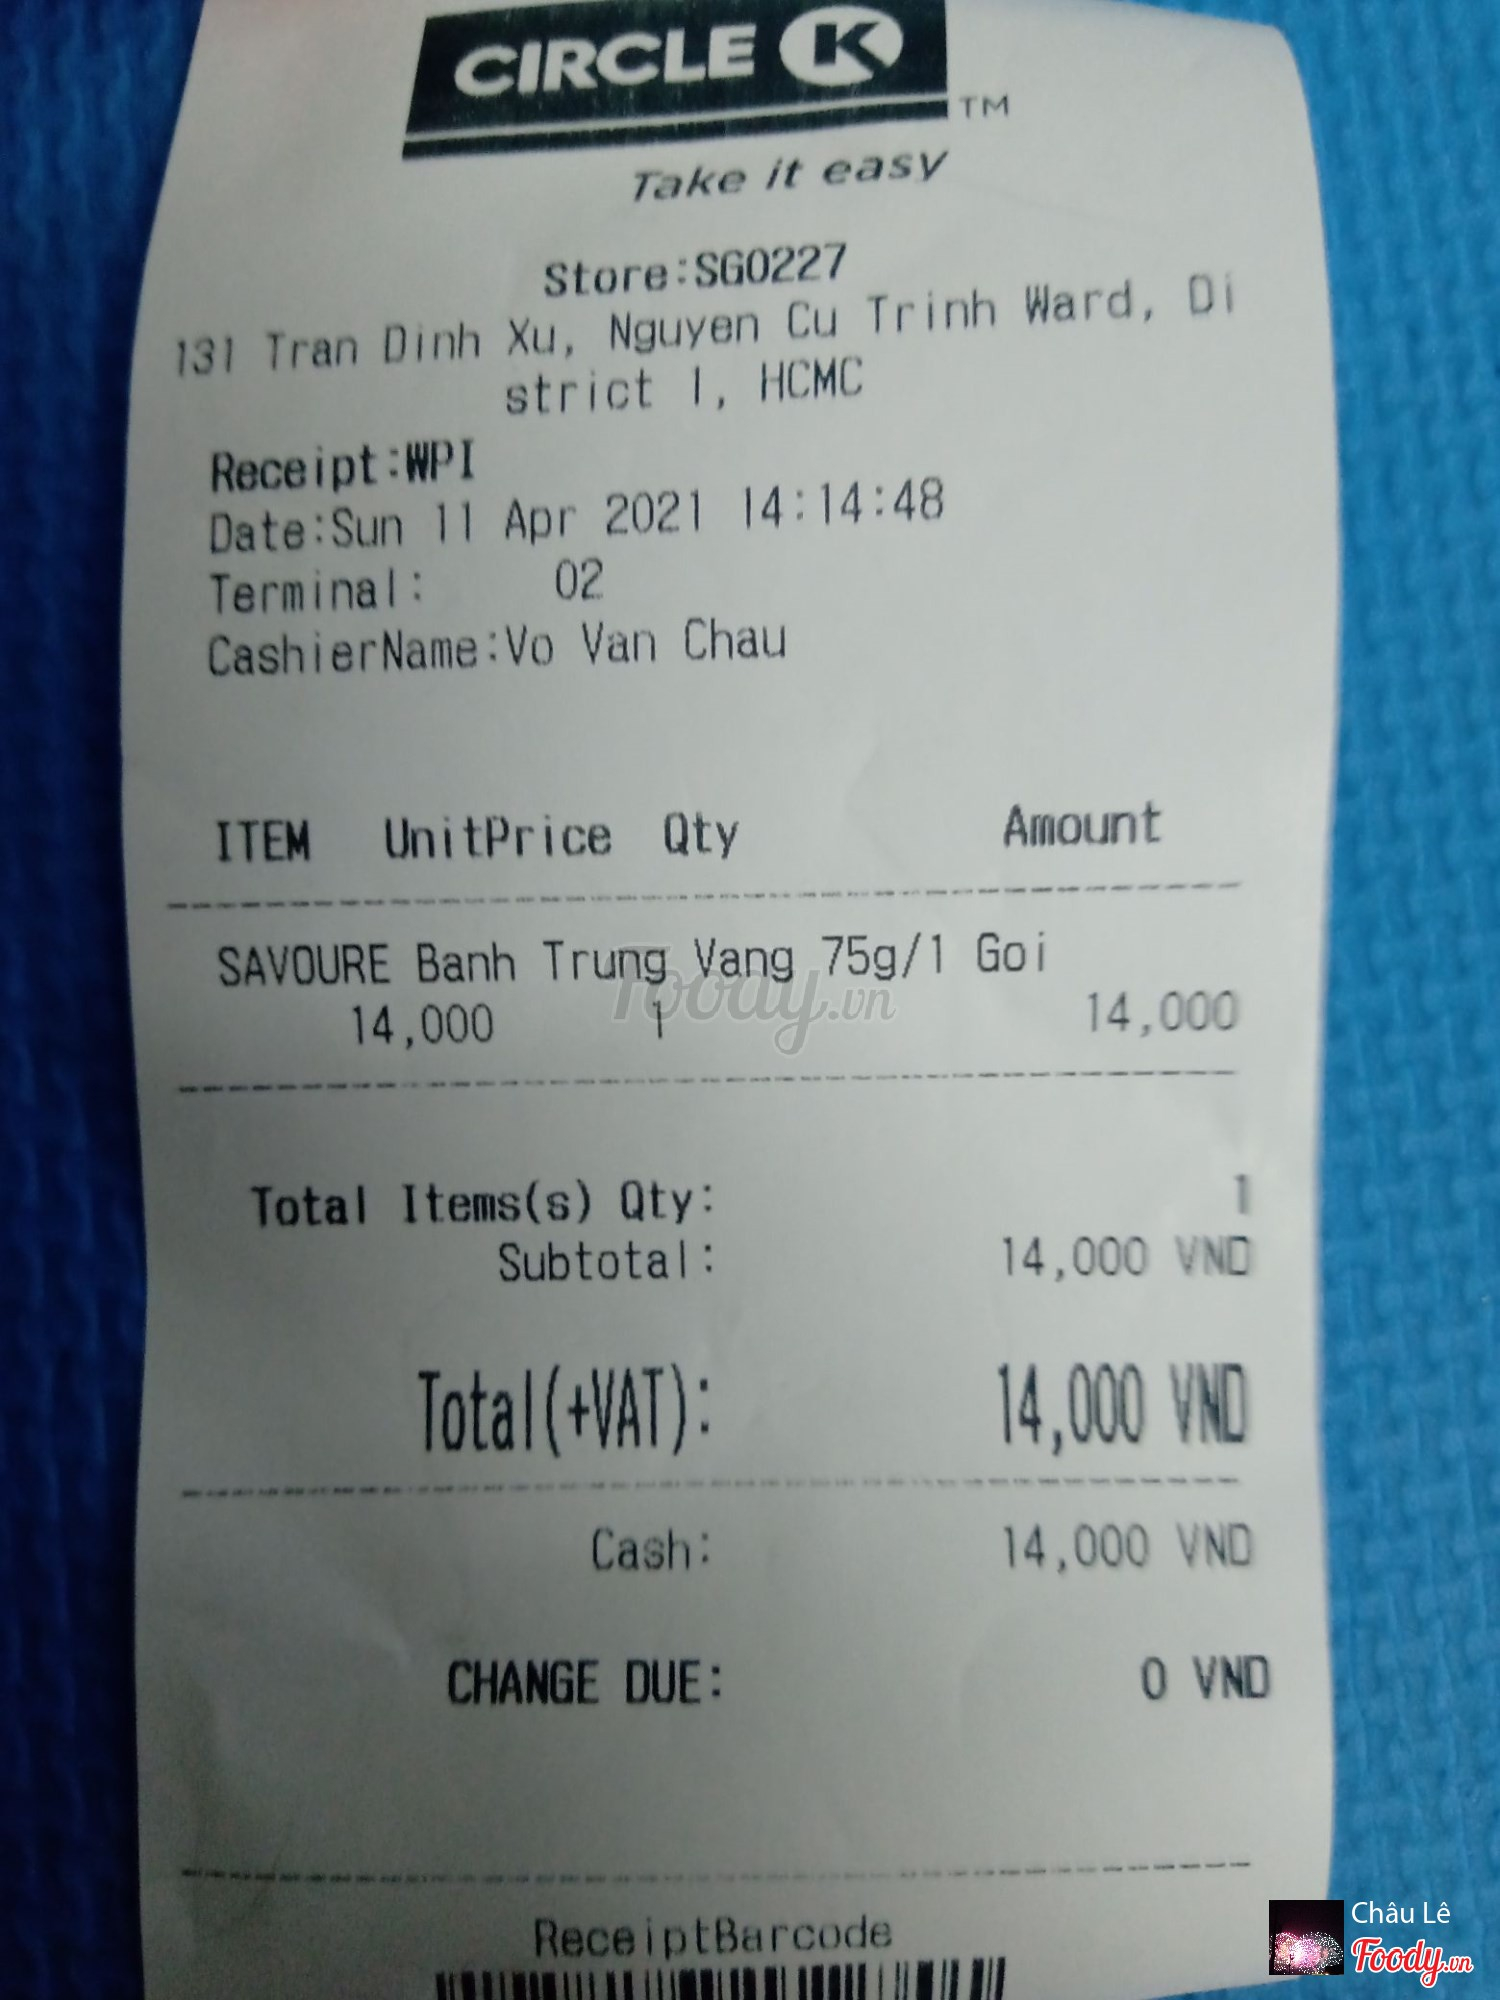 CIRCLE K
TM
Take it easy
Store:SG0227
131 Tran Dinh Xu, Nguyen Cu Trinh Ward, Di
strict 1, HCMC
Receipt:WPI
Date:Sun 11 Apr 2021 14:14:48
Terminal: 02
CashierName:Vo Van Chau
ITEM UnitPrice Qty Amount
SAVOURE Banh Trung Vang 75g/1 Goi
14,000 1 14,000
Foody.vn
Total Items(s) Qty: 1
Subtotal: 14,000 VND
Total(+VAT): 14,000 VND
Cash: 14,000 VND
CHANGE DUE: 0 VND
ReceiptBarcode
Châu Lê
Foody.vn